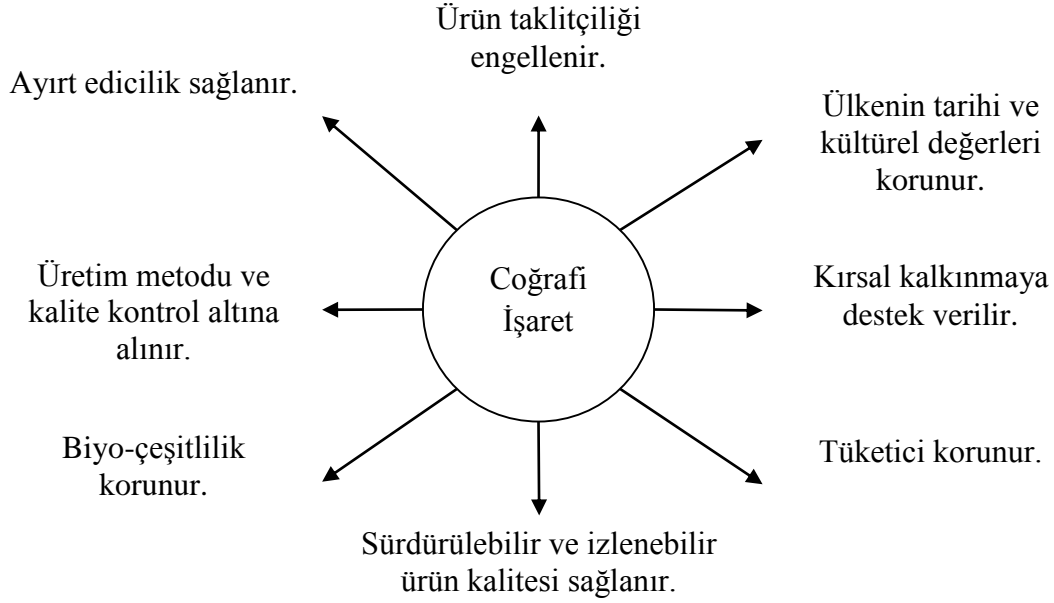 Ürün taklitçiliği
engellenir.
Ayırt edicilik sağlanır.
Ülkenin tarihi ve
kültürel değerleri
korunur.
Üretim metodu ve
kalite kontrol altına
alınır.
Coğrafi
İşaret
Kırsal kalkınmaya
destek verilir.
Biyo-çeşitlilik
korunur.
Tüketici korunur.
Sürdürülebilir ve izlenebilir
ürün kalitesi sağlanır.